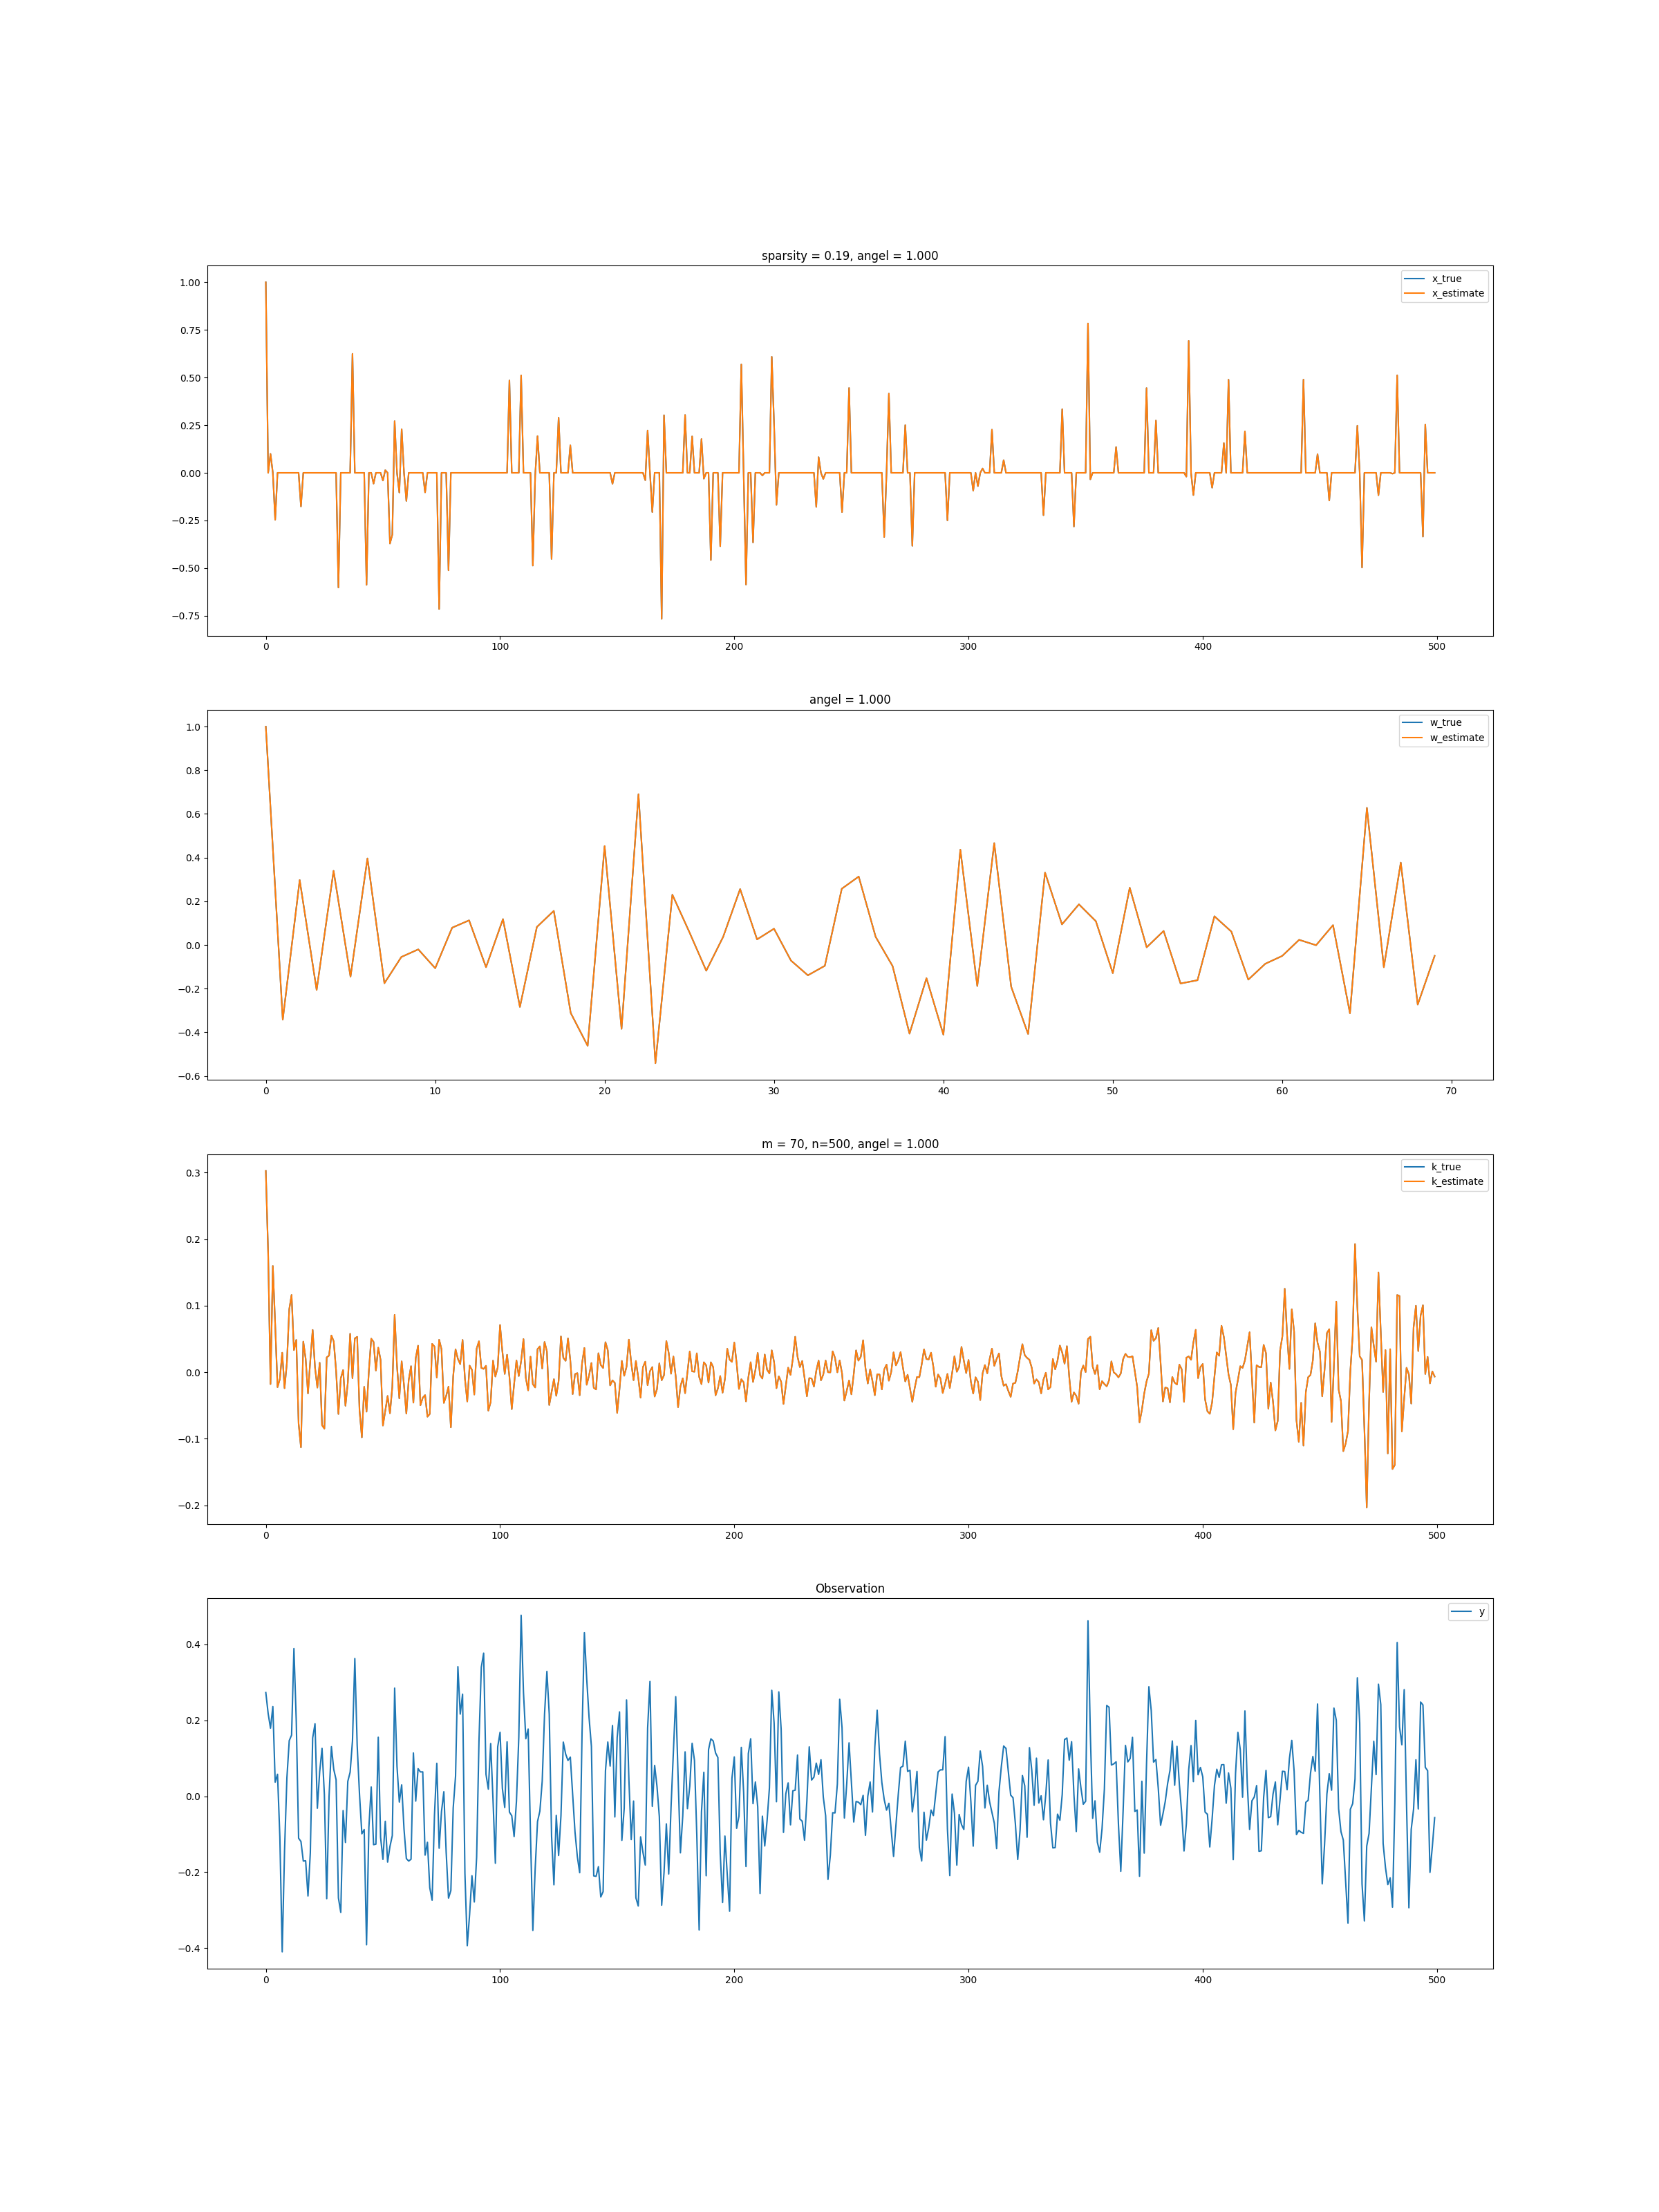 sparsity = 0.19, angel = 1.000
x_true
x_estimate
1.00
0.75
0.50
0.25
0.00
−0.25
−0.50
−0.75
0 100 200 300 400 500
angel = 1.000
w_true
w_estimate
1.0
0.8
0.6
0.4
0.2
0.0
−0.2
−0.4
−0.6
0 10 20 30 40 50 60 70
m = 70, n=500, angel = 1.000
k_true
k_estimate
0.3
0.2
0.1
0.0
−0.1
−0.2
0 100 200 300 400 500
Observation
y
0.4
0.2
0.0
−0.2
−0.4
0 100 200 300 400 500